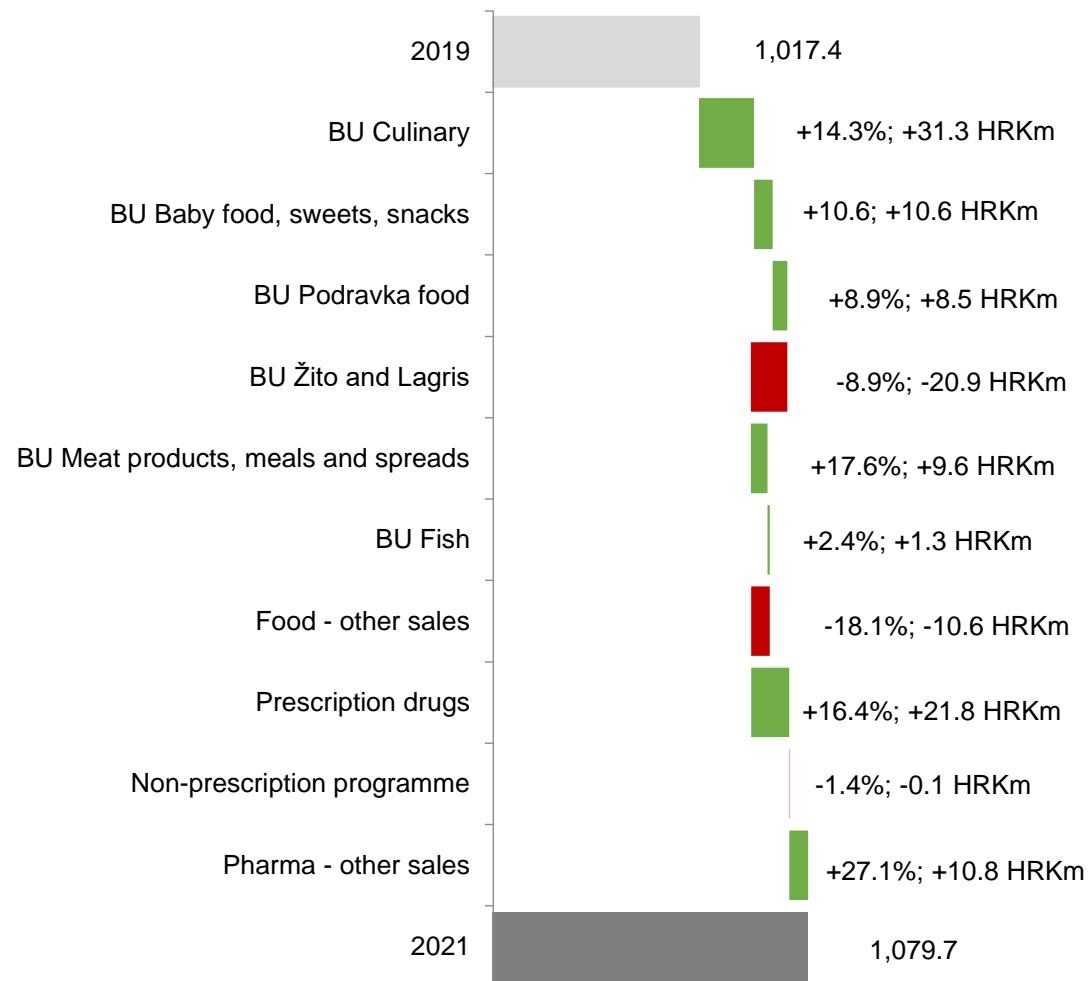 2019 1,017.4
BU Culinary +14.3%; +31.3 HRKm
BU Baby food, sweets, snacks +10.6; +10.6 HRKm
BU Podravka food +8.9%; +8.5 HRKm
BU Žito and Lagris -8.9%; -20.9 HRKm
BU Meat products, meals and spreads +17.6%; +9.6 HRKm
BU Fish +2.4%; +1.3 HRKm
Food - other sales -18.1%; -10.6 HRKm
Prescription drugs +16.4%; +21.8 HRKm
Non-prescription programme -1.4%; -0.1 HRKm
Pharma - other sales +27.1%; +10.8 HRKm
2021 1,079.7